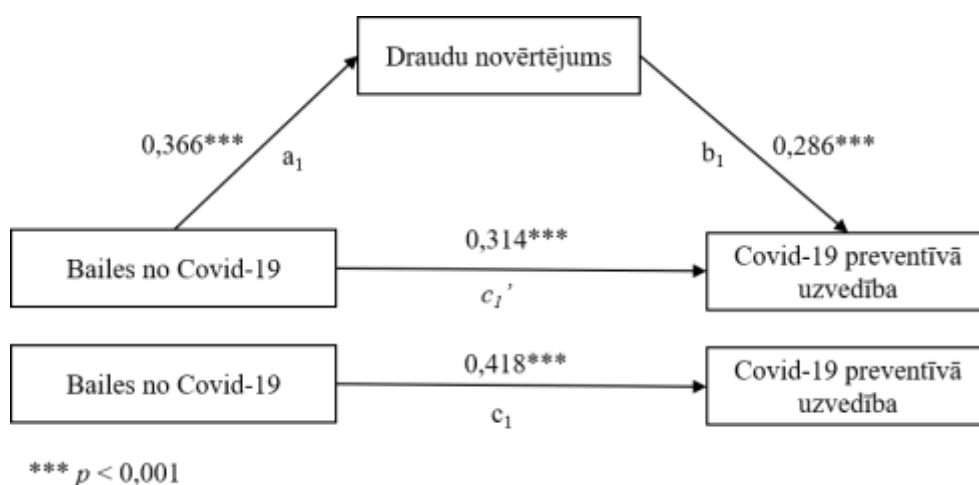 Draudu novērtējums
0,366***
a₁
b₁
0,286***
Bailes no Covid-19
0,314***
c₁’
Covid-19 preventīvā
uzvedība
Bailes no Covid-19
0,418***
c₁
Covid-19 preventīvā
uzvedība
*** p < 0,001